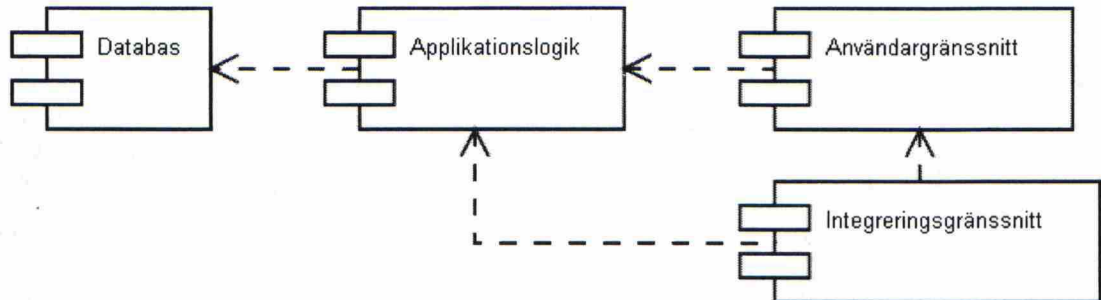 Databas
Applikationslogik
Användargränssnitt
Integreringsgränssnitt